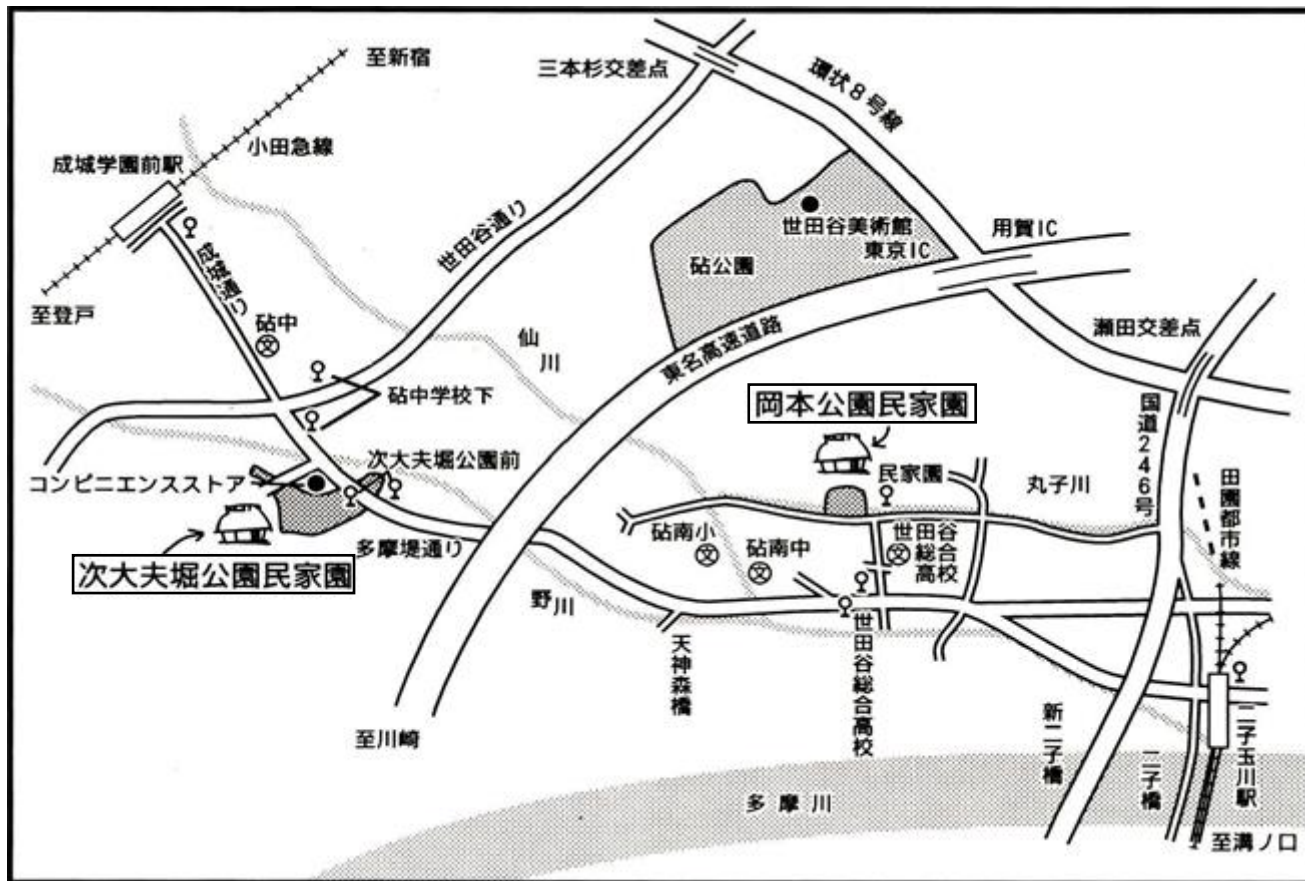 至新宿
三本杉交差点
環状8号線
小田急線
成城学園前駅
世田谷通り
世田谷美術館
東京IC
用賀IC
砧公園
成城通り
至登戸
砧中
文
仙川
東名高速道路
瀬田交差点
砧中学校下
岡本公園民家園
国道246号
次大夫堀公園前
コンビニエンスストア
民家園
丸子川
田園都市線
多摩堤通り
砧南小
文
砧南中
文
世田谷総合高校
文
次大夫堀公園民家園
野川
天神森橋
世田谷総合高校
新二子橋
二子橋
二子玉川駅
至川崎
多摩川
至溝ノ口